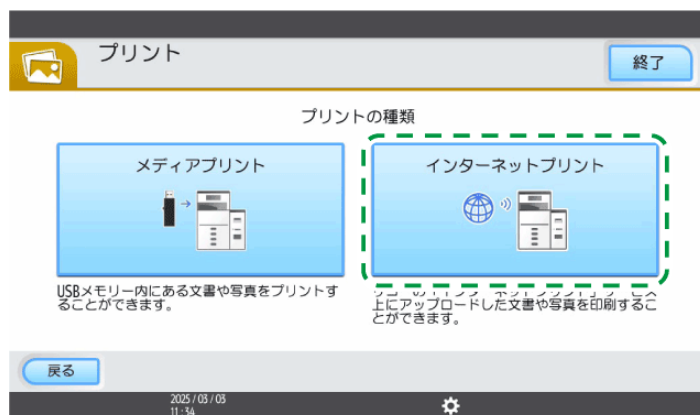 プリント
終了
プリントの種類
メディアプリント
インターネットプリント
USBメモリー内にある文書や写真をプリントす
ることができます。
上にアップロードした文書や写真を印刷するこ
とができます。
戻る
2025/03/03
11:34